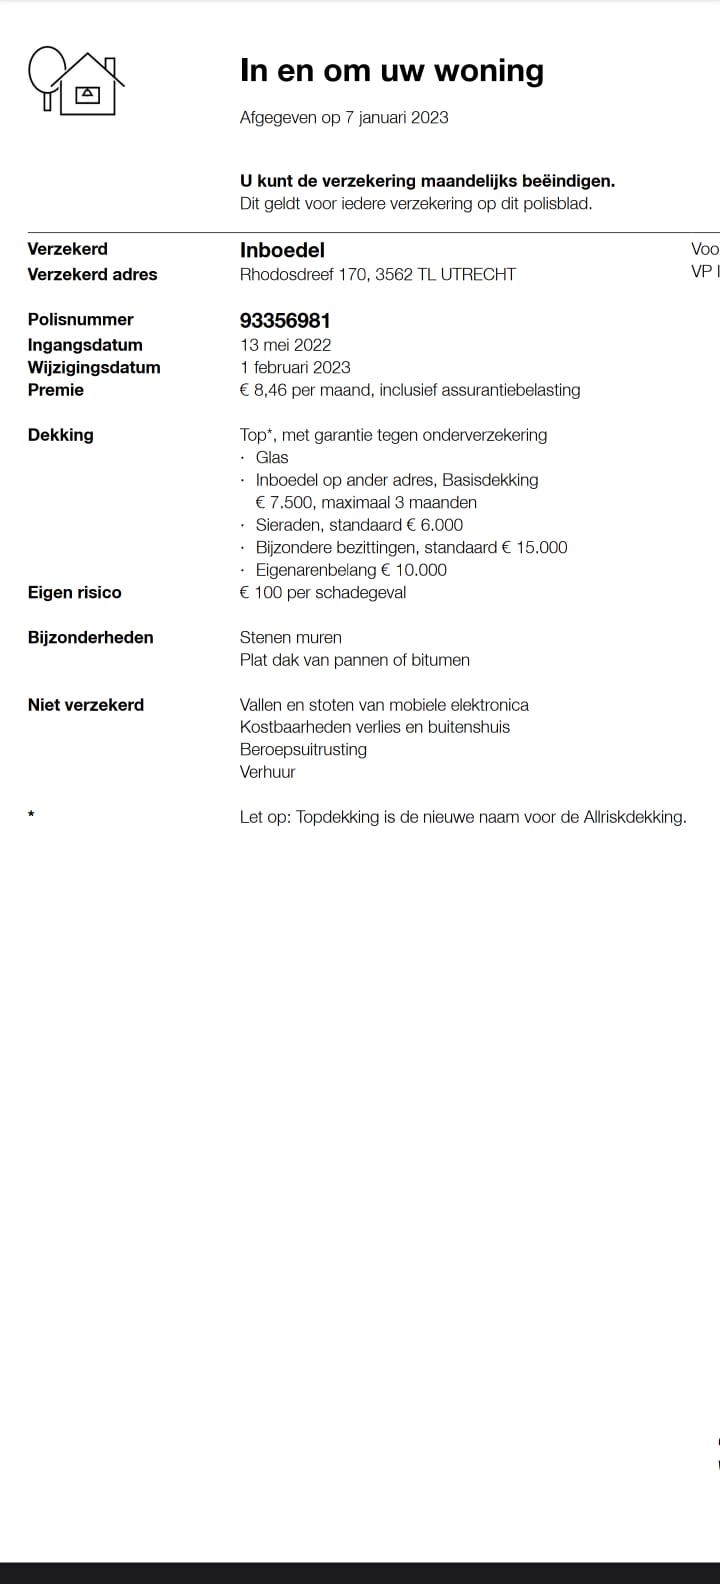 In en om uw woning
Afgegeven op 7 januari 2023
U kunt de verzekering maandelijks beëindigen.
Dit geldt voor iedere verzekering op dit polisblad.
Verzekerd Inboedel Voo
Verzekerd adres Rhodosdreef 170, 3562 TL UTRECHT VP
Polisnummer 93356981
Ingangsdatum 13 mei 2022
Wijzigingsdatum 1 februari 2023
Premie € 8,46 per maand, inclusief assurantiebelasting
Dekking Top*, met garantie tegen onderverzekering
· Glas
· Inboedel op ander adres, Basisdekking
€ 7.500, maximaal 3 maanden
· Sieraden, standaard € 6.000
· Bijzondere bezittingen, standaard € 15.000
· Eigenarenbelang € 10.000
Eigen risico € 100 per schadegeval
Bijzonderheden Stenen muren
Plat dak van pannen of bitumen
Niet verzekerd Vallen en stoten van mobiele elektronica
Kostbaarheden verlies en buitenshuis
Beroepsuitrusting
Verhuur
* Let op: Topdekking is de nieuwe naam voor de Allriskdekking.